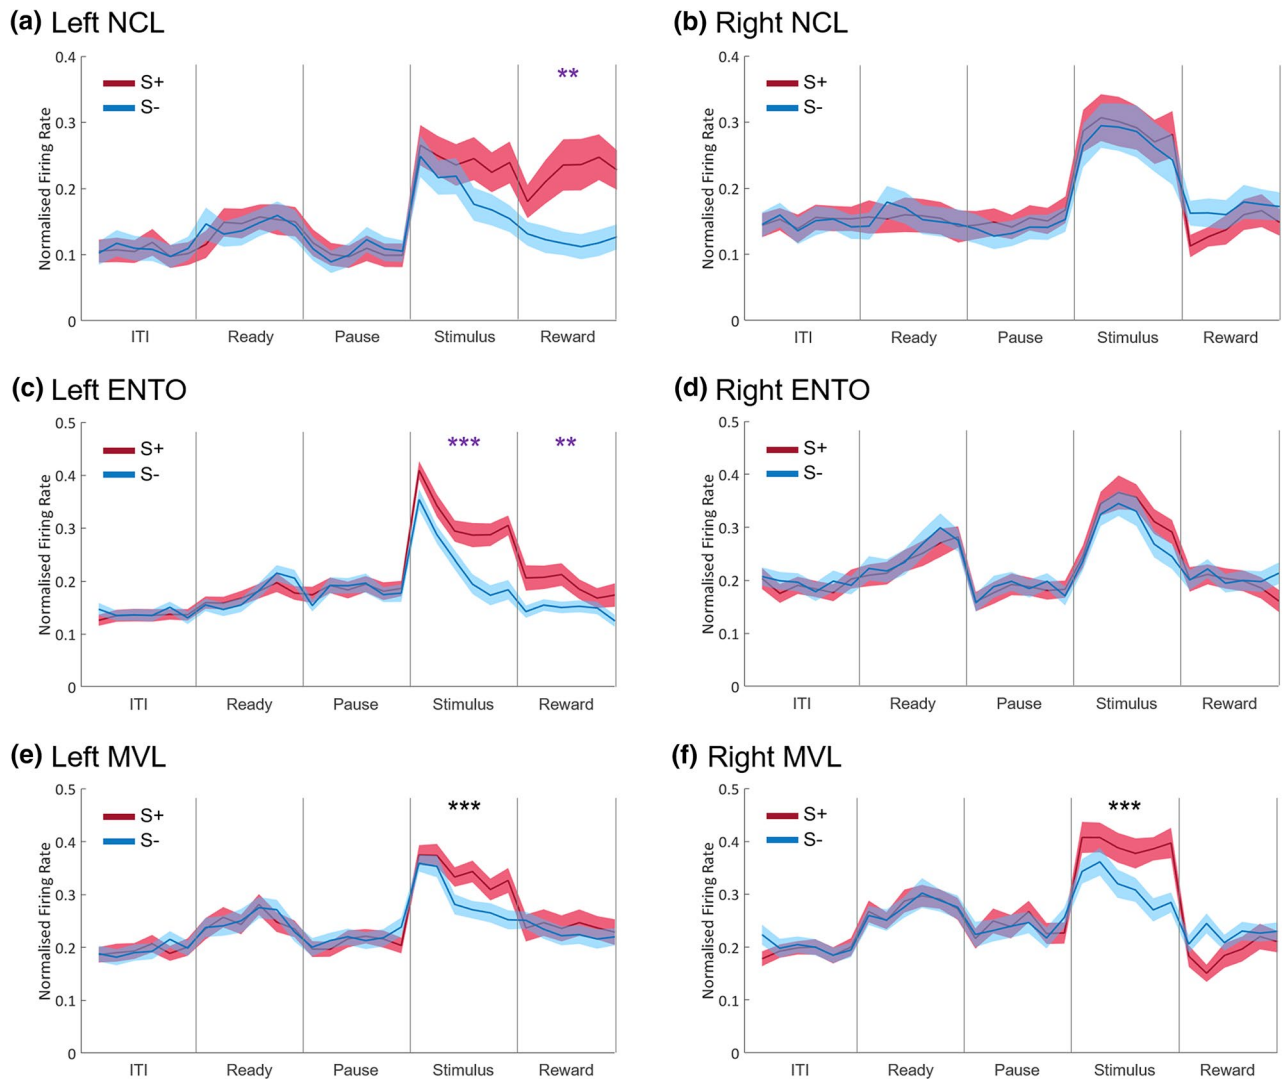 (a) Left NCL
0.4
0.3
0.2
0.1
0
Normalised Firing Rate
S+
S-
**
ITI Ready Pause Stimulus Reward
(b) Right NCL
0.4
0.3
0.2
0.1
0
Normalised Firing Rate
S+
S-
ITI Ready Pause Stimulus Reward
(c) Left ENTO
0.5
0.4
0.3
0.2
0.1
0
Normalised Firing Rate
S+
S-
*** **
ITI Ready Pause Stimulus Reward
(d) Right ENTO
0.5
0.4
0.3
0.2
0.1
0
Normalised Firing Rate
S+
S-
ITI Ready Pause Stimulus Reward
(e) Left MVL
0.5
0.4
0.3
0.2
0.1
0
Normalised Firing Rate
S+
S-
***
ITI Ready Pause Stimulus Reward
(f) Right MVL
0.5
0.4
0.3
0.2
0.1
0
Normalised Firing Rate
S+
S-
***
ITI Ready Pause Stimulus Reward